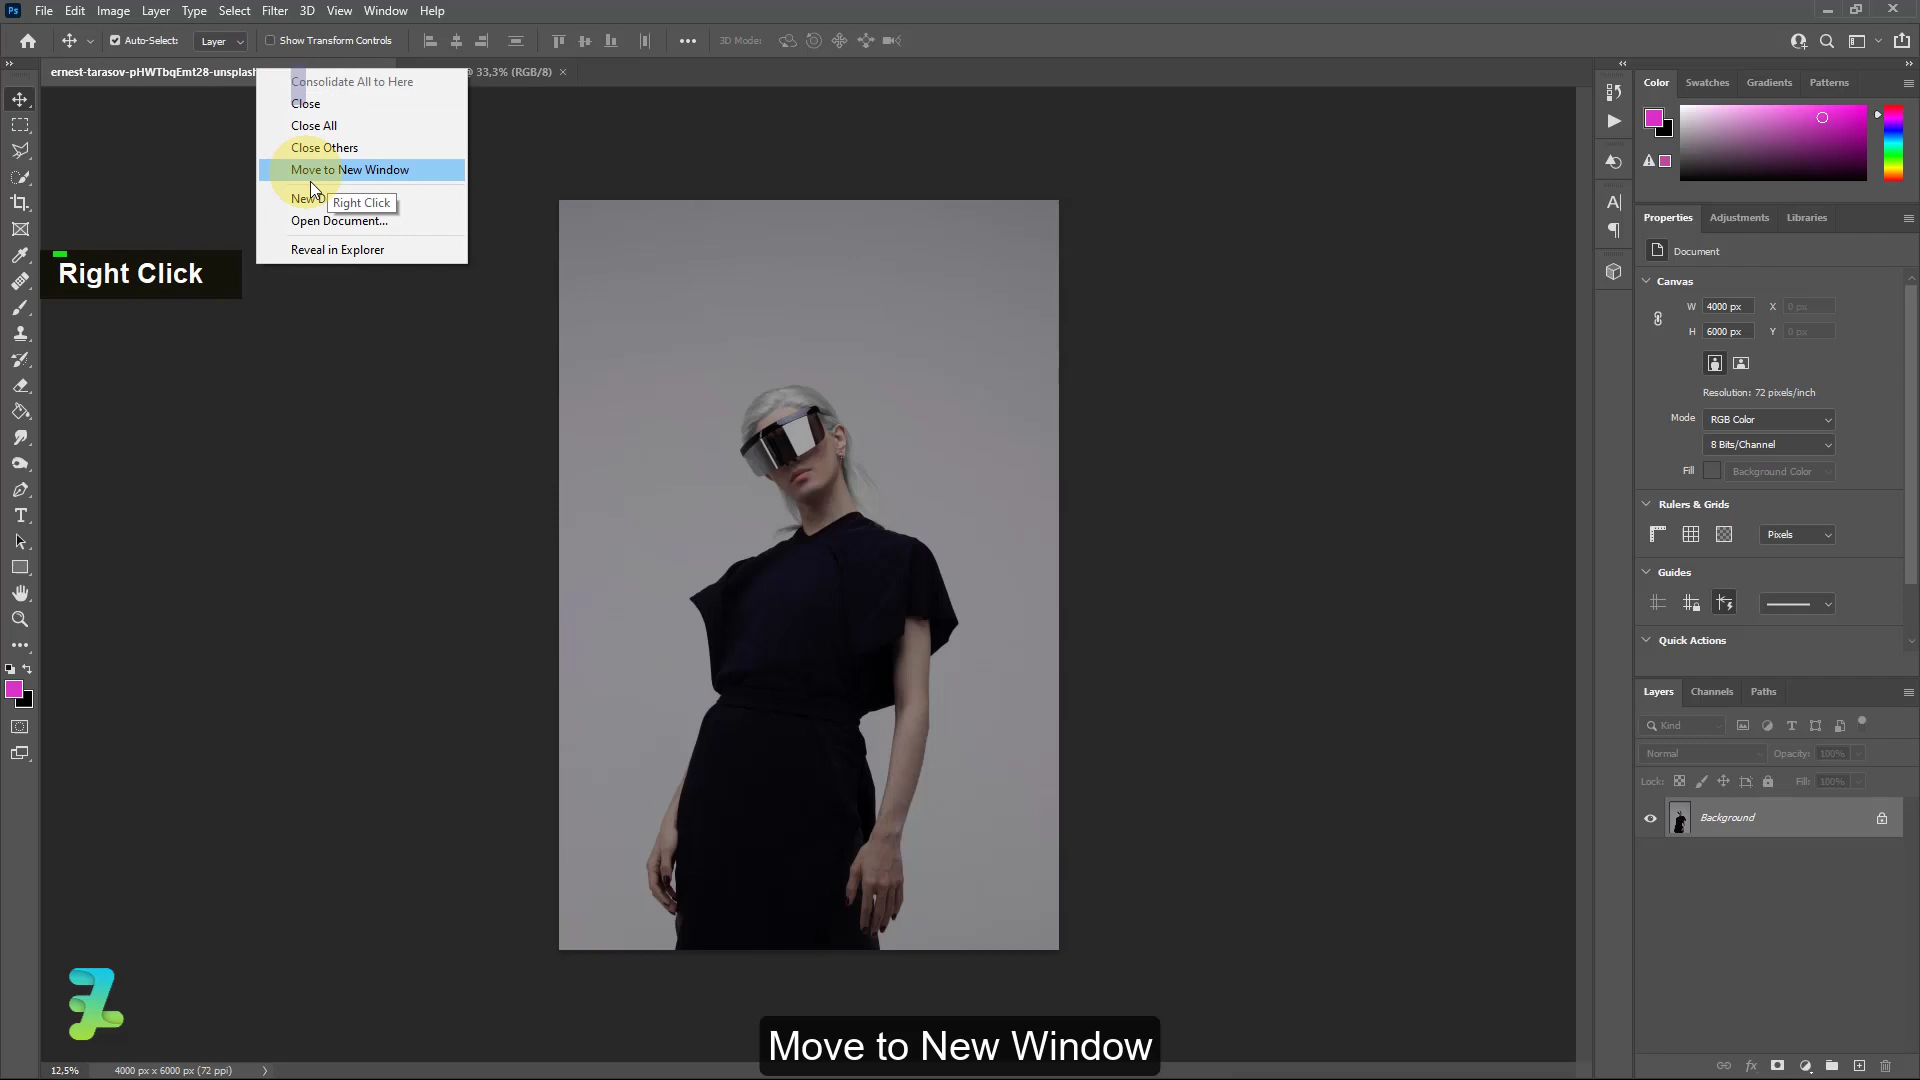 Ps File Edit Image Layer Type Select Filter 3D View Window Help
Auto-Select: Layer Show Transform Controls 3D Mode:
ernest-tarasov-pHWTbqEmt28-unsplash @ 33,3% (RGB/8)
Consolidate All to Here
Close
Close All
Close Others
Move to New Window
New D
Right Click
Open Document...
Reveal in Explorer
Right Click
Color Swatches Gradients Patterns
Properties Adjustments Libraries
Document
Canvas
W 4000 px X 0 px
H 6000 px Y 0 px
Resolution: 72 pixels/inch
Mode RGB Color
8 Bits/Channel
Fill Background Color
Rulers & Grids
Pixels
Guides
Quick Actions
Layers Channels Paths
Kind
Normal Opacity: 100%
Lock: Fill: 100%
Background
Move to New Window
12,5% 4000 px x 6000 px (72 ppi)